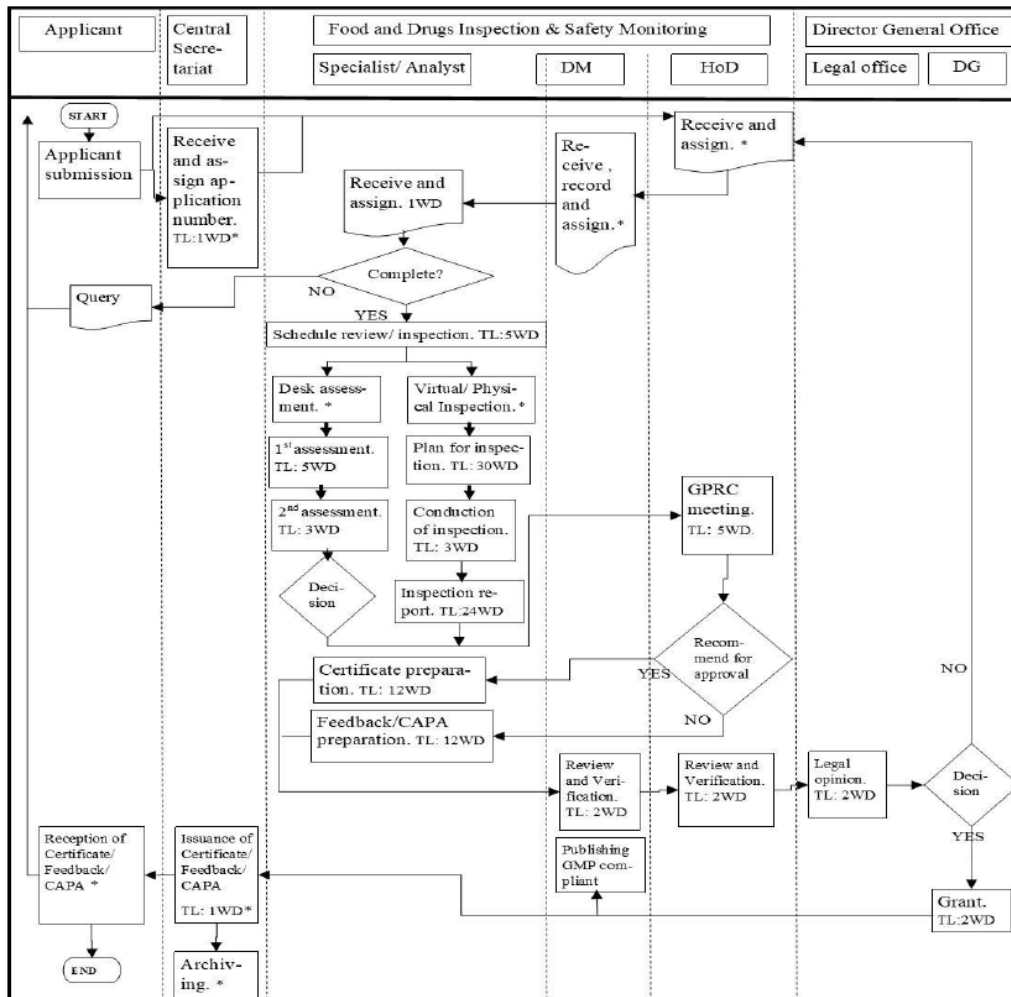 Applicant
Central
Secre-
tariat
Food and Drugs Inspection & Safety Monitoring
Director General Office
Specialist/ Analyst
DM
HoD
Legal office
DG
START
Applicant
submission
Receive
and as-
sign ap-
plication
number.
TL:1WD*
Receive and
assign. 1WD
Re-
ceive ,
record
and
assign.*
Receive and
assign. *
Complete?
NO
YES
Query
Schedule review/ inspection. TL:5WD
Desk assess-
ment. *
Virtual/ Physi-
cal Inspection.*
1st assessment.
TL: 5WD
Plan for inspec-
tion. TL: 30WD
2nd assessment.
TL: 3WD
Conduction
of inspection.
TL: 3WD
GPRC
meeting.
TL: 5WD.
Deci-
sion
Inspection re-
port. TL:24WD
Recom-
mend for
approval
YES
NO
NO
Certificate prepara-
tion. TL: 12WD
Feedback/CAPA
preparation. TL: 12WD
Review
and Ver-
ification.
TL: 2WD
Review and
Verification.
TL: 2WD
Legal
opinion.
TL: 2WD
Deci-
sion
YES
Reception of
Certificate/
Feedback/
CAPA *
Issuance of
Certificate/
Feedback/
CAPA
TL: 1WD*
Publishing
GMP com-
pliant
Grant.
TL:2WD
END
Archiv-
ing. *